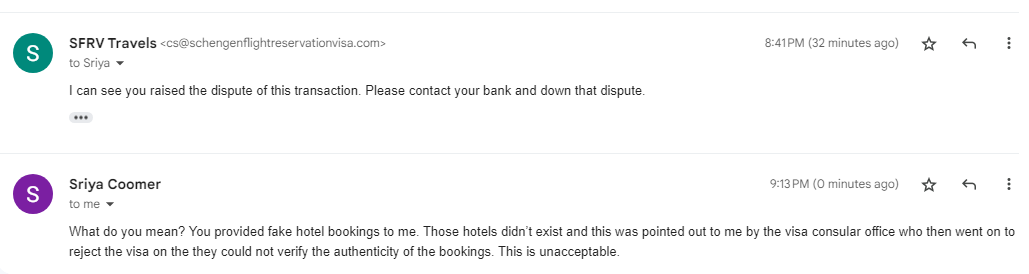 S
SFRV Travels <cs@schengenflightreservationvisa.com>
8:41 PM (32 minutes ago)
to Sriya
I can see you raised the dispute of this transaction. Please contact your bank and down that dispute.
S
Sriya Coomer
9:13 PM (0 minutes ago)
to me
What do you mean? You provided fake hotel bookings to me. Those hotels didn't exist and this was pointed out to me by the visa consular office who then went on to
reject the visa on the they could not verify the authenticity of the bookings. This is unacceptable.